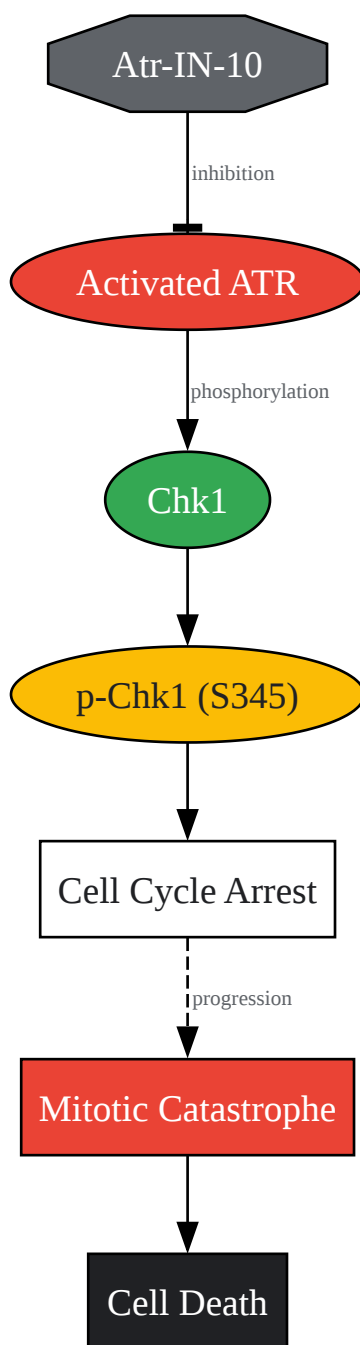 Atr-IN-10
inhibition
Activated ATR
phosphorylation
Chk1
p-Chk1 (S345)
Cell Cycle Arrest
progression
Mitotic Catastrophe
Cell Death